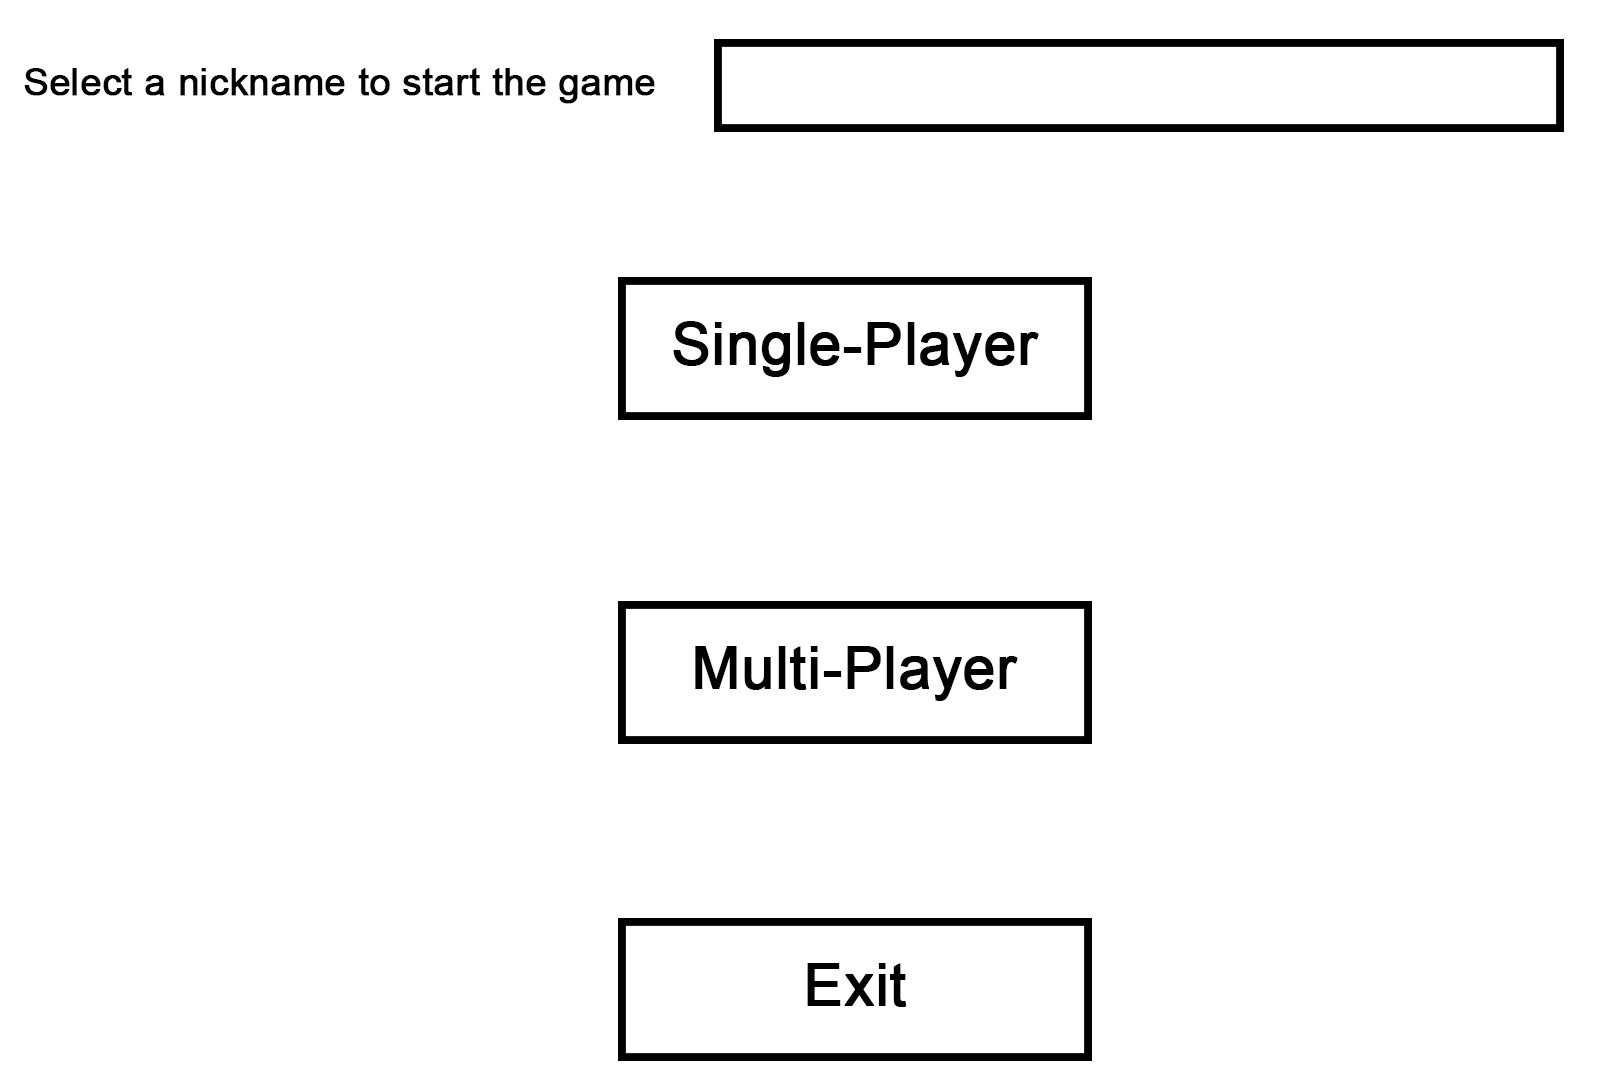 Select a nickname to start the game
Single-Player
Multi-Player
Exit